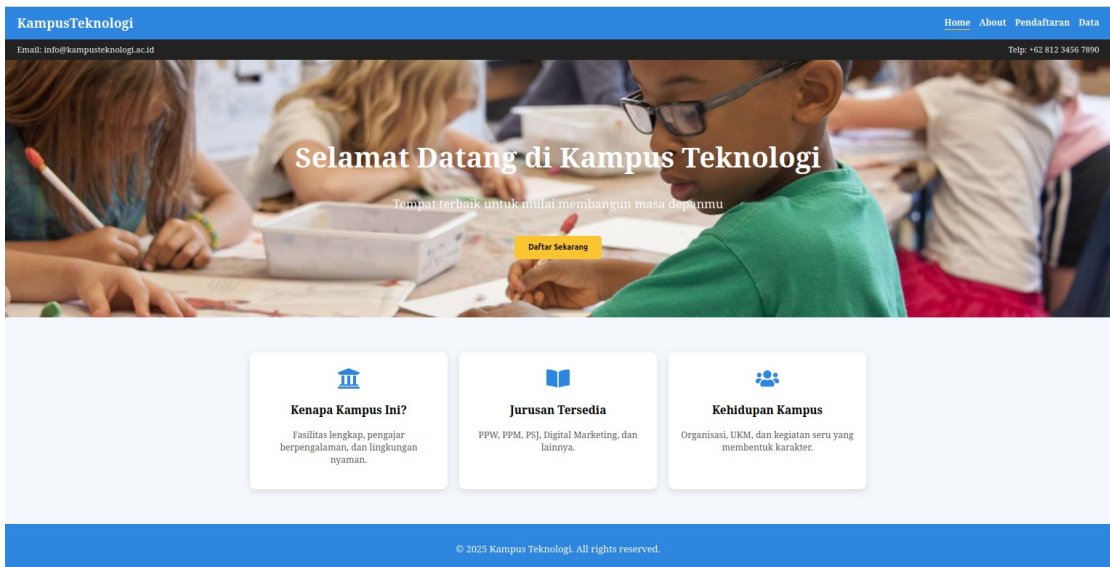 KampusTeknologi
Home About Pendaftaran Data
Email: info@kampusteknologi.ac.id
Telp: +62 812 3456 7890
Selamat Datang di Kampus Teknologi
Tempat terbaik untuk mulai membangun masa depanmu
Daftar Sekarang
Kenapa Kampus Ini?
Fasilitas lengkap, pengajar
berpengalaman, dan lingkungan
nyaman.
Jurusan Tersedia
PPW, PPM, PSJ, Digital Marketing, dan
lainnya.
Kehidupan Kampus
Organisasi, UKM, dan kegiatan seru yang
membentuk karakter.
© 2025 Kampus Teknologi. All rights reserved.